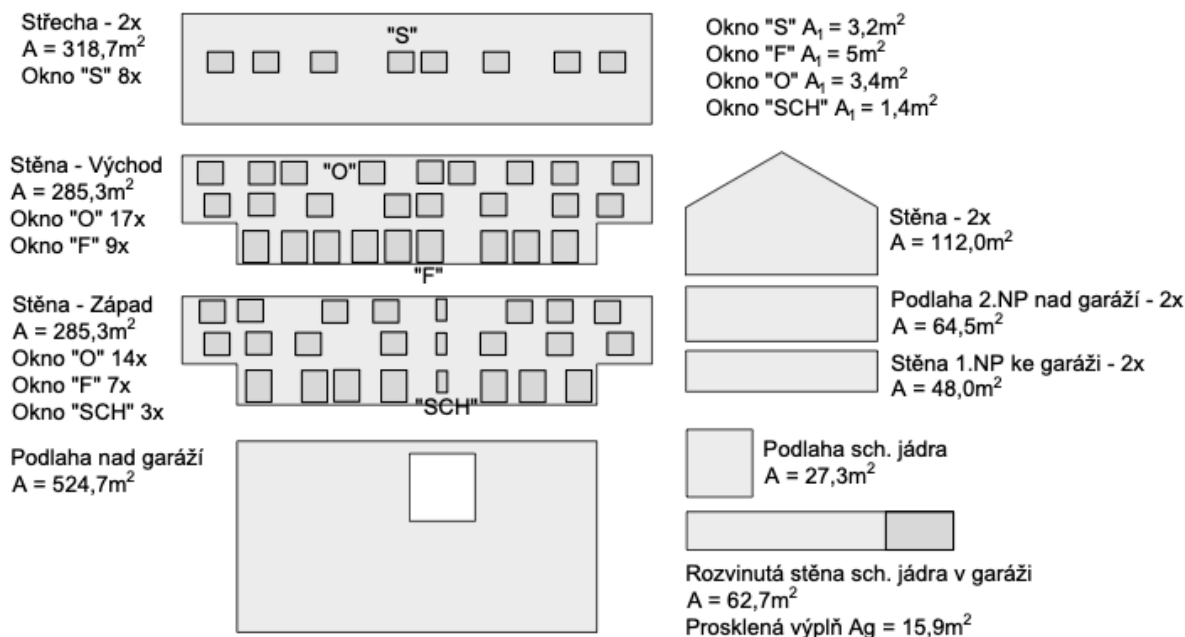 Střecha - 2x
A = 318,7m²
Okno "S" 8x
"S"
Okno "S" A₁ = 3,2m²
Okno "F" A₁ = 5m²
Okno "O" A₁ = 3,4m²
Okno "SCH" A₁ = 1,4m²
Stěna - Východ
A = 285,3m²
Okno "O" 17x
Okno "F" 9x
"O"
"F"
Stěna - 2x
A = 112,0m²
Stěna - Západ
A = 285,3m²
Okno "O" 14x
Okno "F" 7x
Okno "SCH" 3x
"SCH"
Podlaha 2.NP nad garáží - 2x
A = 64,5m²
Stěna 1.NP ke garáži - 2x
A = 48,0m²
Podlaha nad garáží
A = 524,7m²
Podlaha sch. jádra
A = 27,3m²
Rozvinutá stěna sch. jádra v garáži
A = 62,7m²
Prosklená výplň Ag = 15,9m²